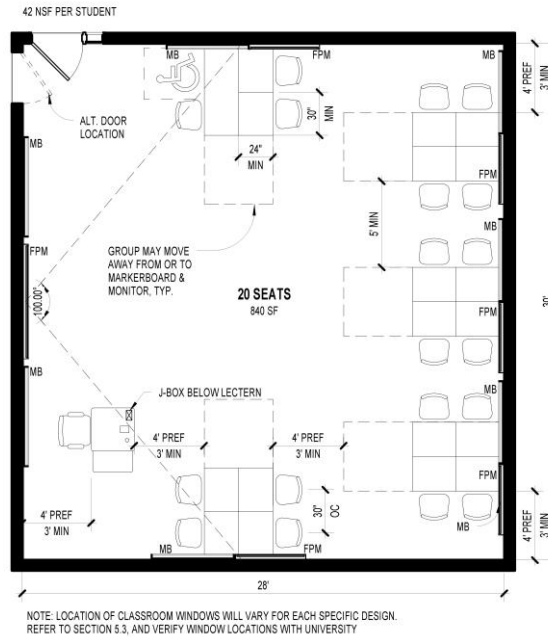 42 NSF PER STUDENT
MB
FPM
MB
4' PREF
3' MIN
ALT. DOOR
LOCATION
30"
MIN
MB
24"
MIN
FPM
5' MIN
MB
GROUP MAY MOVE
AWAY FROM OR TO
MARKERBOARD &
MONITOR, TYP.
FPM
100.00°
20 SEATS
840 SF
FPM
30'
MB
J-BOX BELOW LECTERN
MB
4' PREF
3' MIN
4' PREF
3' MIN
FPM
4' PREF
3' MIN
30"
OC
MB
4' PREF
3' MIN
MB
FPM
28'
NOTE: LOCATION OF CLASSROOM WINDOWS WILL VARY FOR EACH SPECIFIC DESIGN.
REFER TO SECTION 5.3, AND VERIFY WINDOW LOCATIONS WITH UNIVERSITY